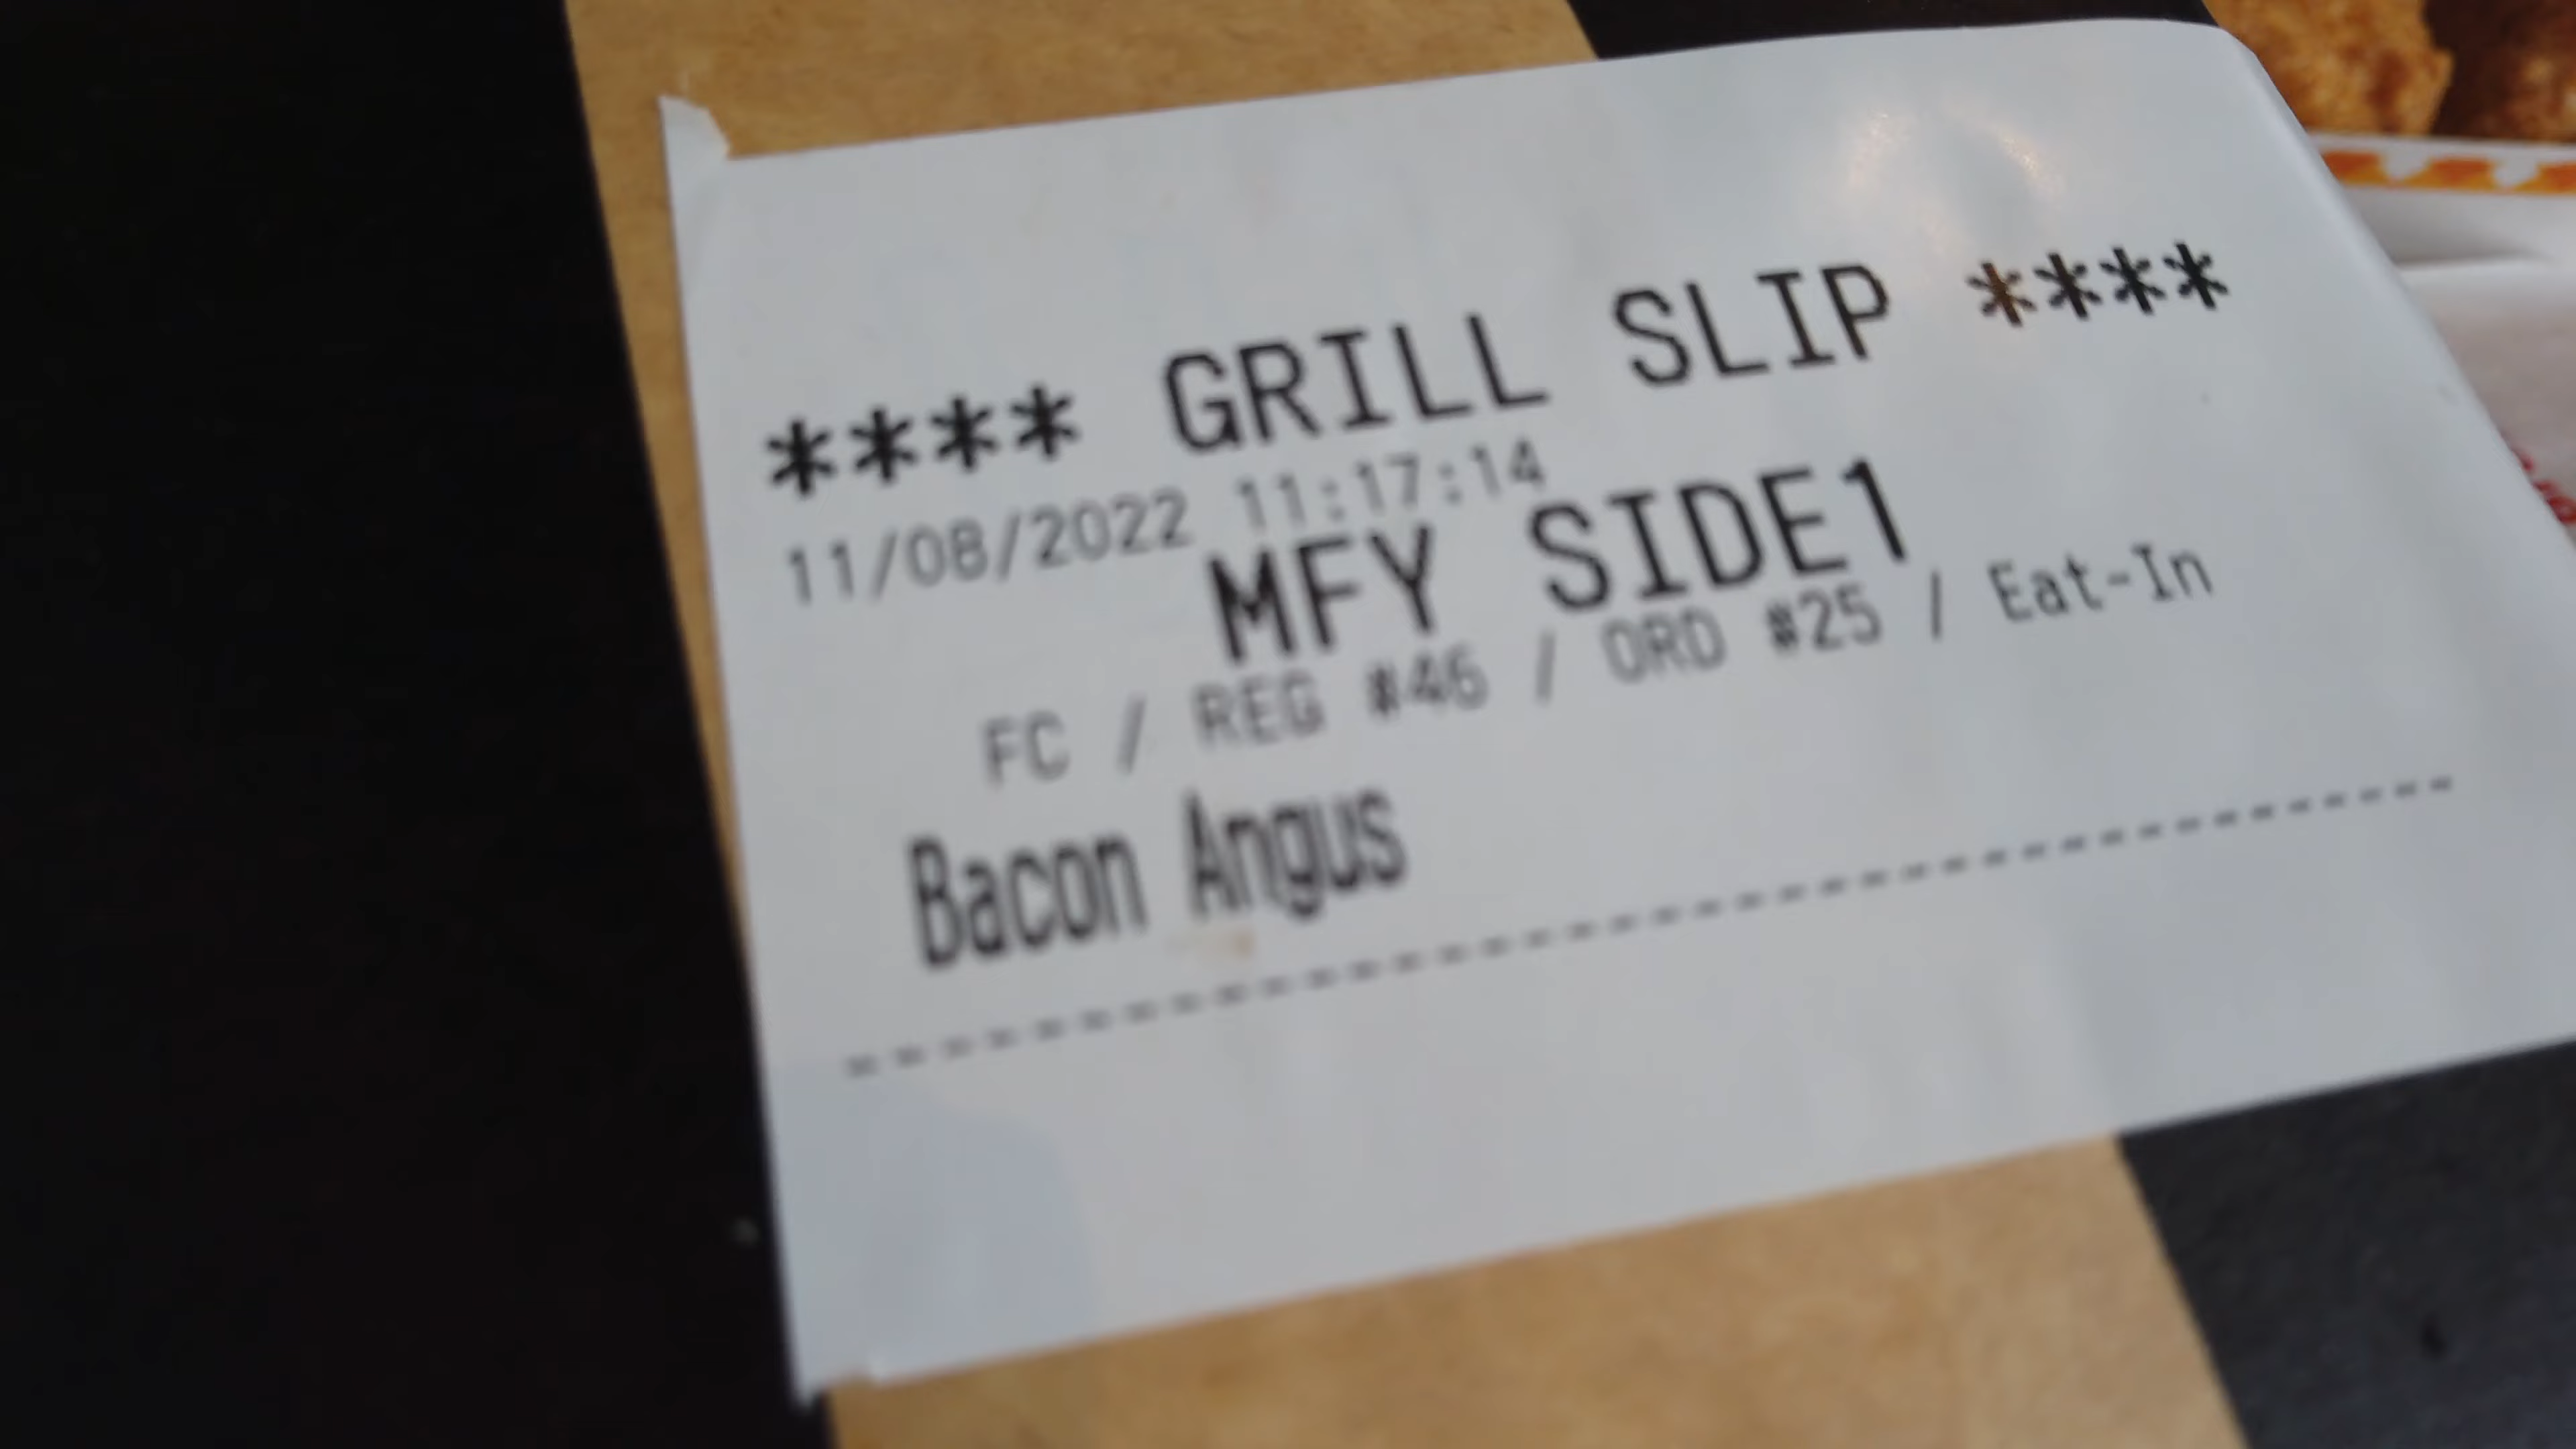 **** GRILL SLIP ****
11/08/2022 11:17:14
MFY SIDE1
FC / REG #46 / ORD #25 / Eat-In
Bacon Angus